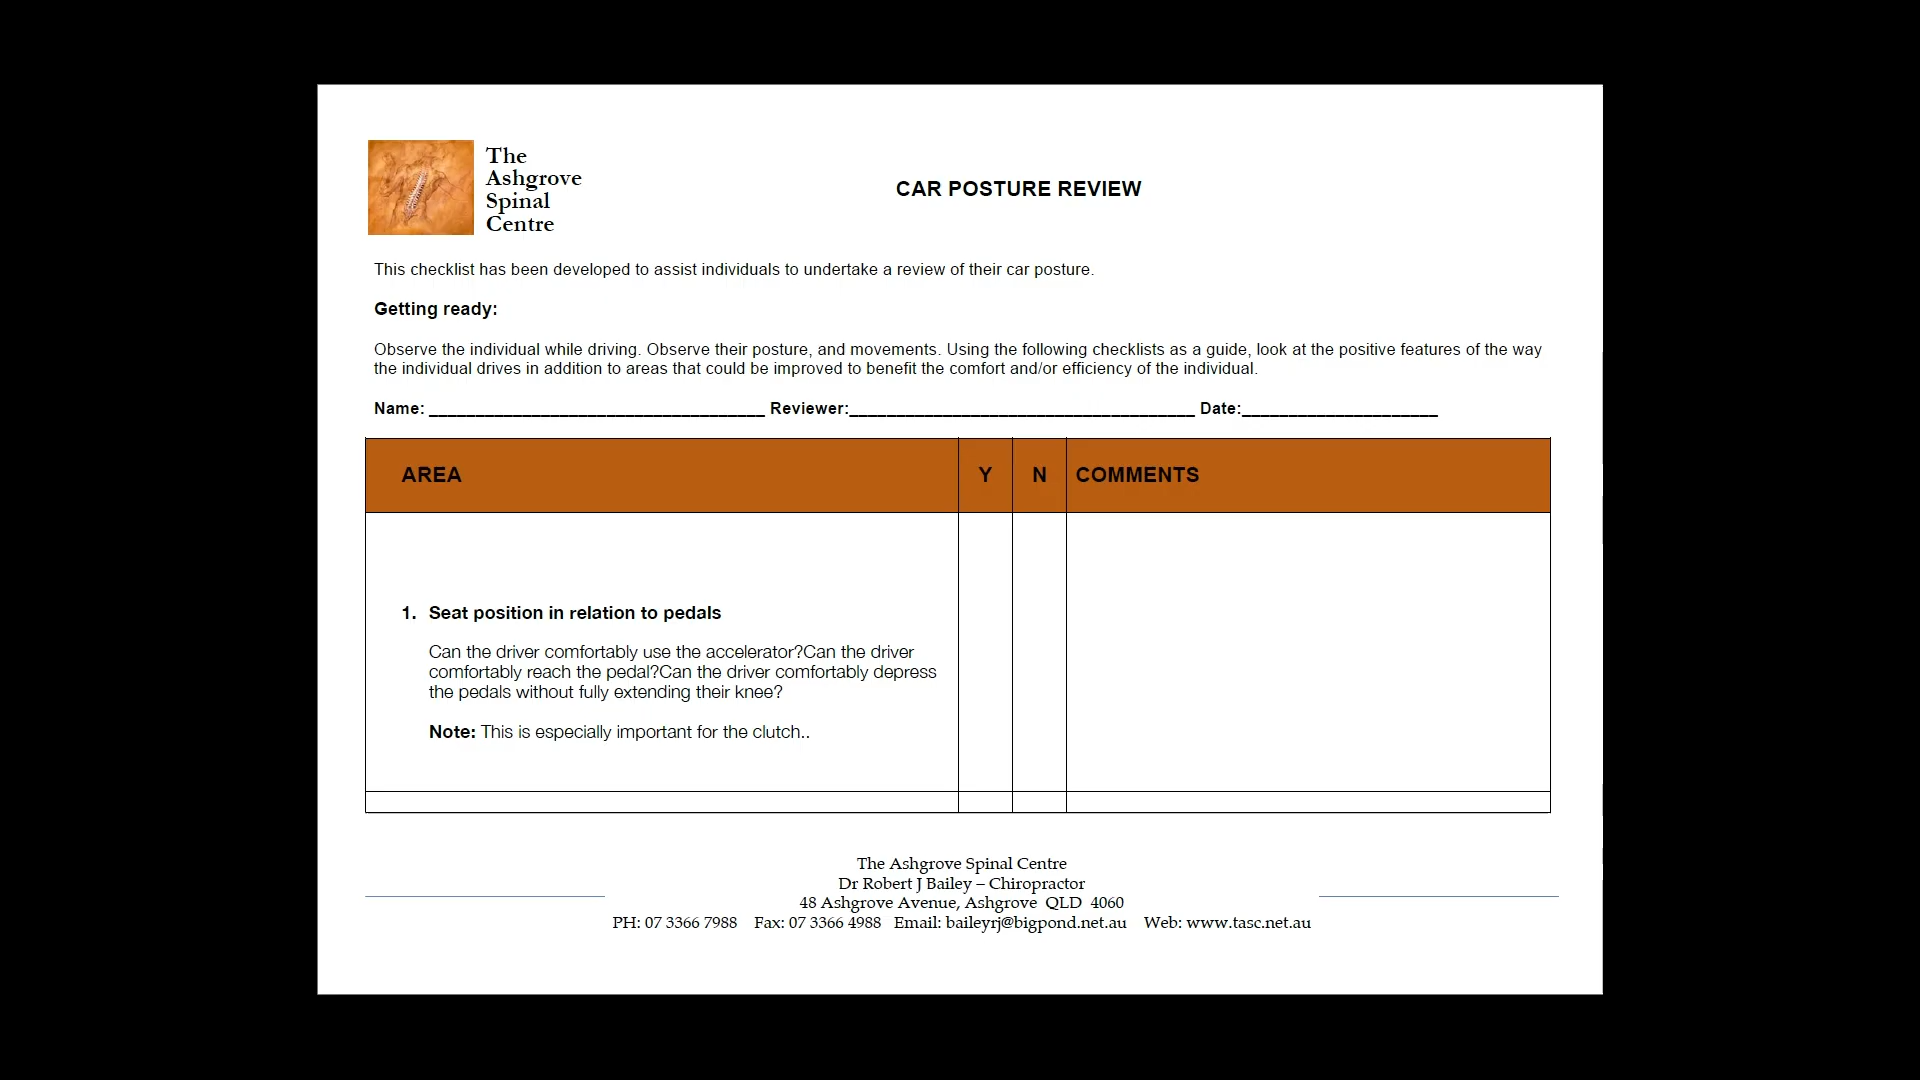 The
Ashgrove
Spinal
Centre
CAR POSTURE REVIEW
This checklist has been developed to assist individuals to undertake a review of their car posture.
Getting ready:
Observe the individual while driving. Observe their posture, and movements. Using the following checklists as a guide, look at the positive features of the way
the individual drives in addition to areas that could be improved to benefit the comfort and/or efficiency of the individual.
Name: ____________________ Reviewer:____________________ Date:____________________
AREA Y N COMMENTS
1. Seat position in relation to pedals
Can the driver comfortably use the accelerator?Can the driver
comfortably reach the pedal?Can the driver comfortably depress
the pedals without fully extending their knee?
Note: This is especially important for the clutch..
The Ashgrove Spinal Centre
Dr Robert J Bailey – Chiropractor
48 Ashgrove Avenue, Ashgrove QLD 4060
PH: 07 3366 7988 Fax: 07 3366 4988 Email: baileyrj@bigpond.net.au Web: www.tasc.net.au